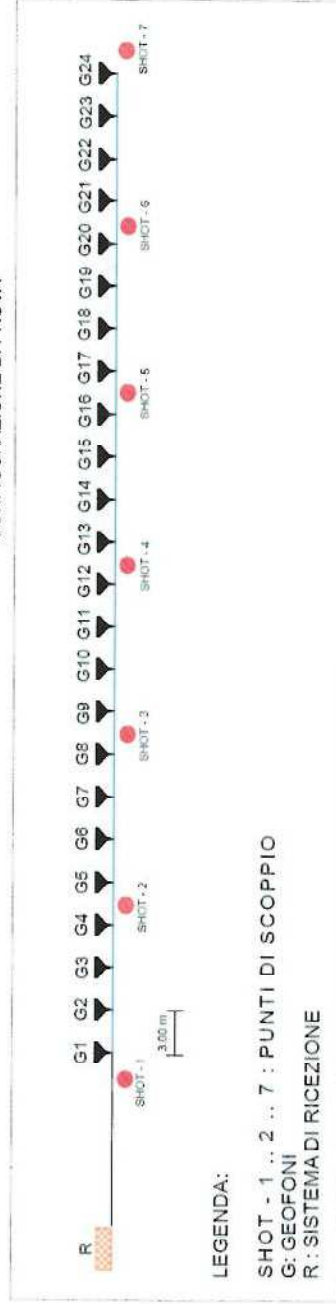 R G1 G2 G3 G4 G5 G6 G7 G8 G9 G10 G11 G12 G13 G14 G15 G16 G17 G18 G19 G20 G21 G22 G23 G24
SHOT - 1 SHOT - 2 SHOT - 3 SHOT - 4 SHOT - 5 SHOT - 6 SHOT - 7
3.00 m
LEGENDA:
SHOT - 1 .. 2 .. 7 : PUNTI DI SCOPPIO
G: GEOFONI
R : SISTEMA DI RICEZIONE